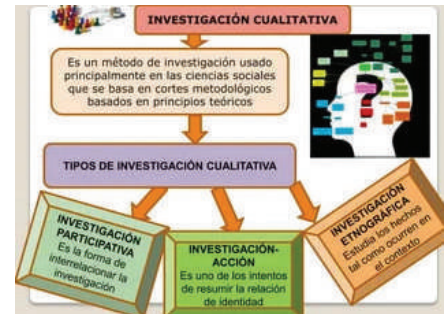 INVESTIGACIÓN CUALITATIVA
Es un método de investigación usado
principalmente en las ciencias sociales
que se basa en cortes metodológicos
basados en principios teóricos
TIPOS DE INVESTIGACIÓN CUALITATIVA
INVESTIGACIÓN
PARTICIPATIVA
Es la forma de
interrelacionar la
investigación
INVESTIGACIÓN-
ACCIÓN
Es uno de los intentos
de resumir la relación
de identidad
INVESTIGACIÓN
ETNOGRÁFICA
Estudia los hechos
tal como ocurren en
el contexto